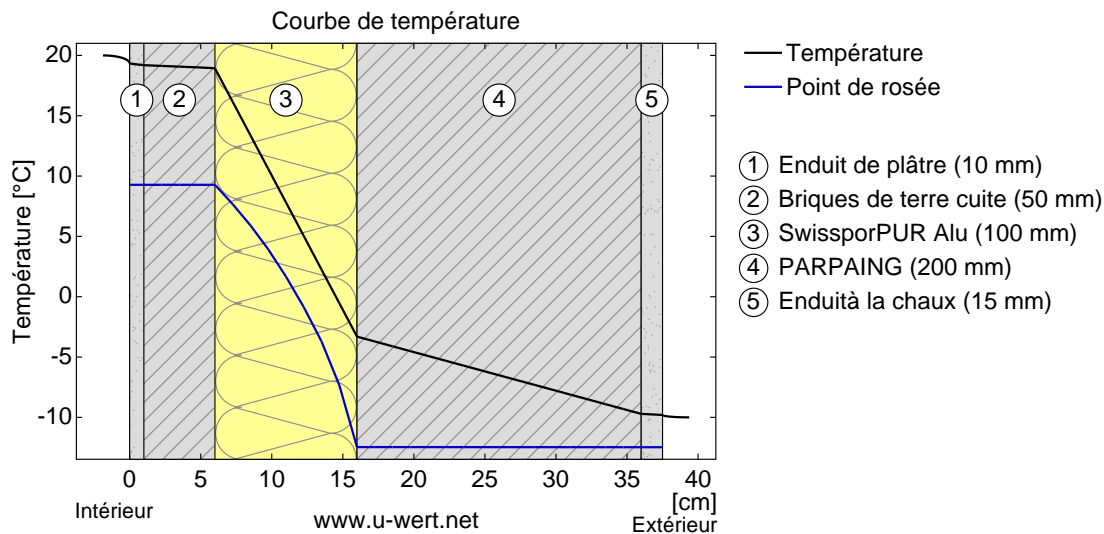 Courbe de température
20
15
10
5
0
-5
-10
Température [°C]
1
2
3
4
5
0
5
10
15
20
25
30
35
40
[cm]
Intérieur
www.u-wert.net
Extérieur
Température
Point de rosée
1 Enduit de plâtre (10 mm)
2 Briques de terre cuite (50 mm)
3 SwissporPUR Alu (100 mm)
4 PARPAING (200 mm)
5 Enduità la chaux (15 mm)